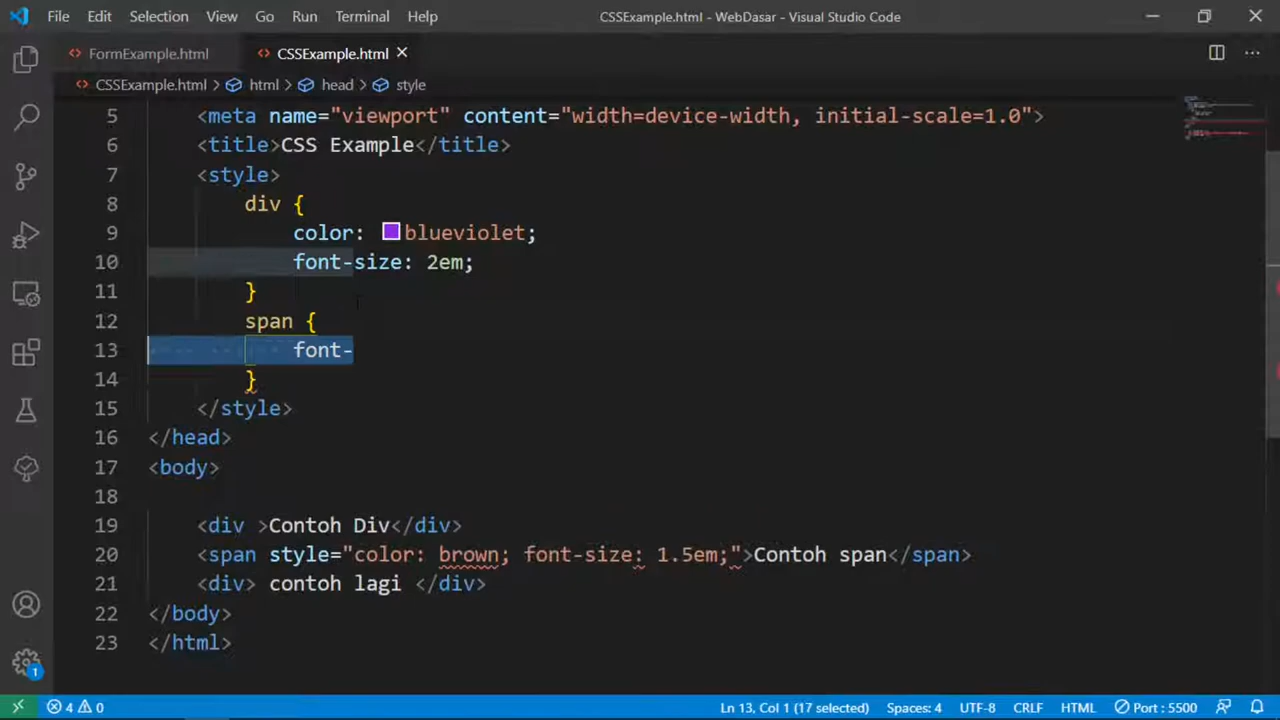 File Edit Selection View Go Run Terminal Help CSSExample.html - WebDasar - Visual Studio Code
FormExample.html CSSExample.html
CSSExample.html > html > head > style
5 <meta name="viewport" content="width=device-width, initial-scale=1.0">
6 <title>CSS Example</title>
7 <style>
8 div {
9 color: blueviolet;
10 font-size: 2em;
11 }
12 span {
13 font-
14 }
15 </style>
16 </head>
17 <body>
18
19 <div >Contoh Div</div>
20 <span style="color: brown; font-size: 1.5em;">Contoh span</span>
21 <div> contoh lagi </div>
22 </body>
23 </html>
1
4 0 Ln 13, Col 1 (17 selected) Spaces: 4 UTF-8 CRLF HTML Port : 5500